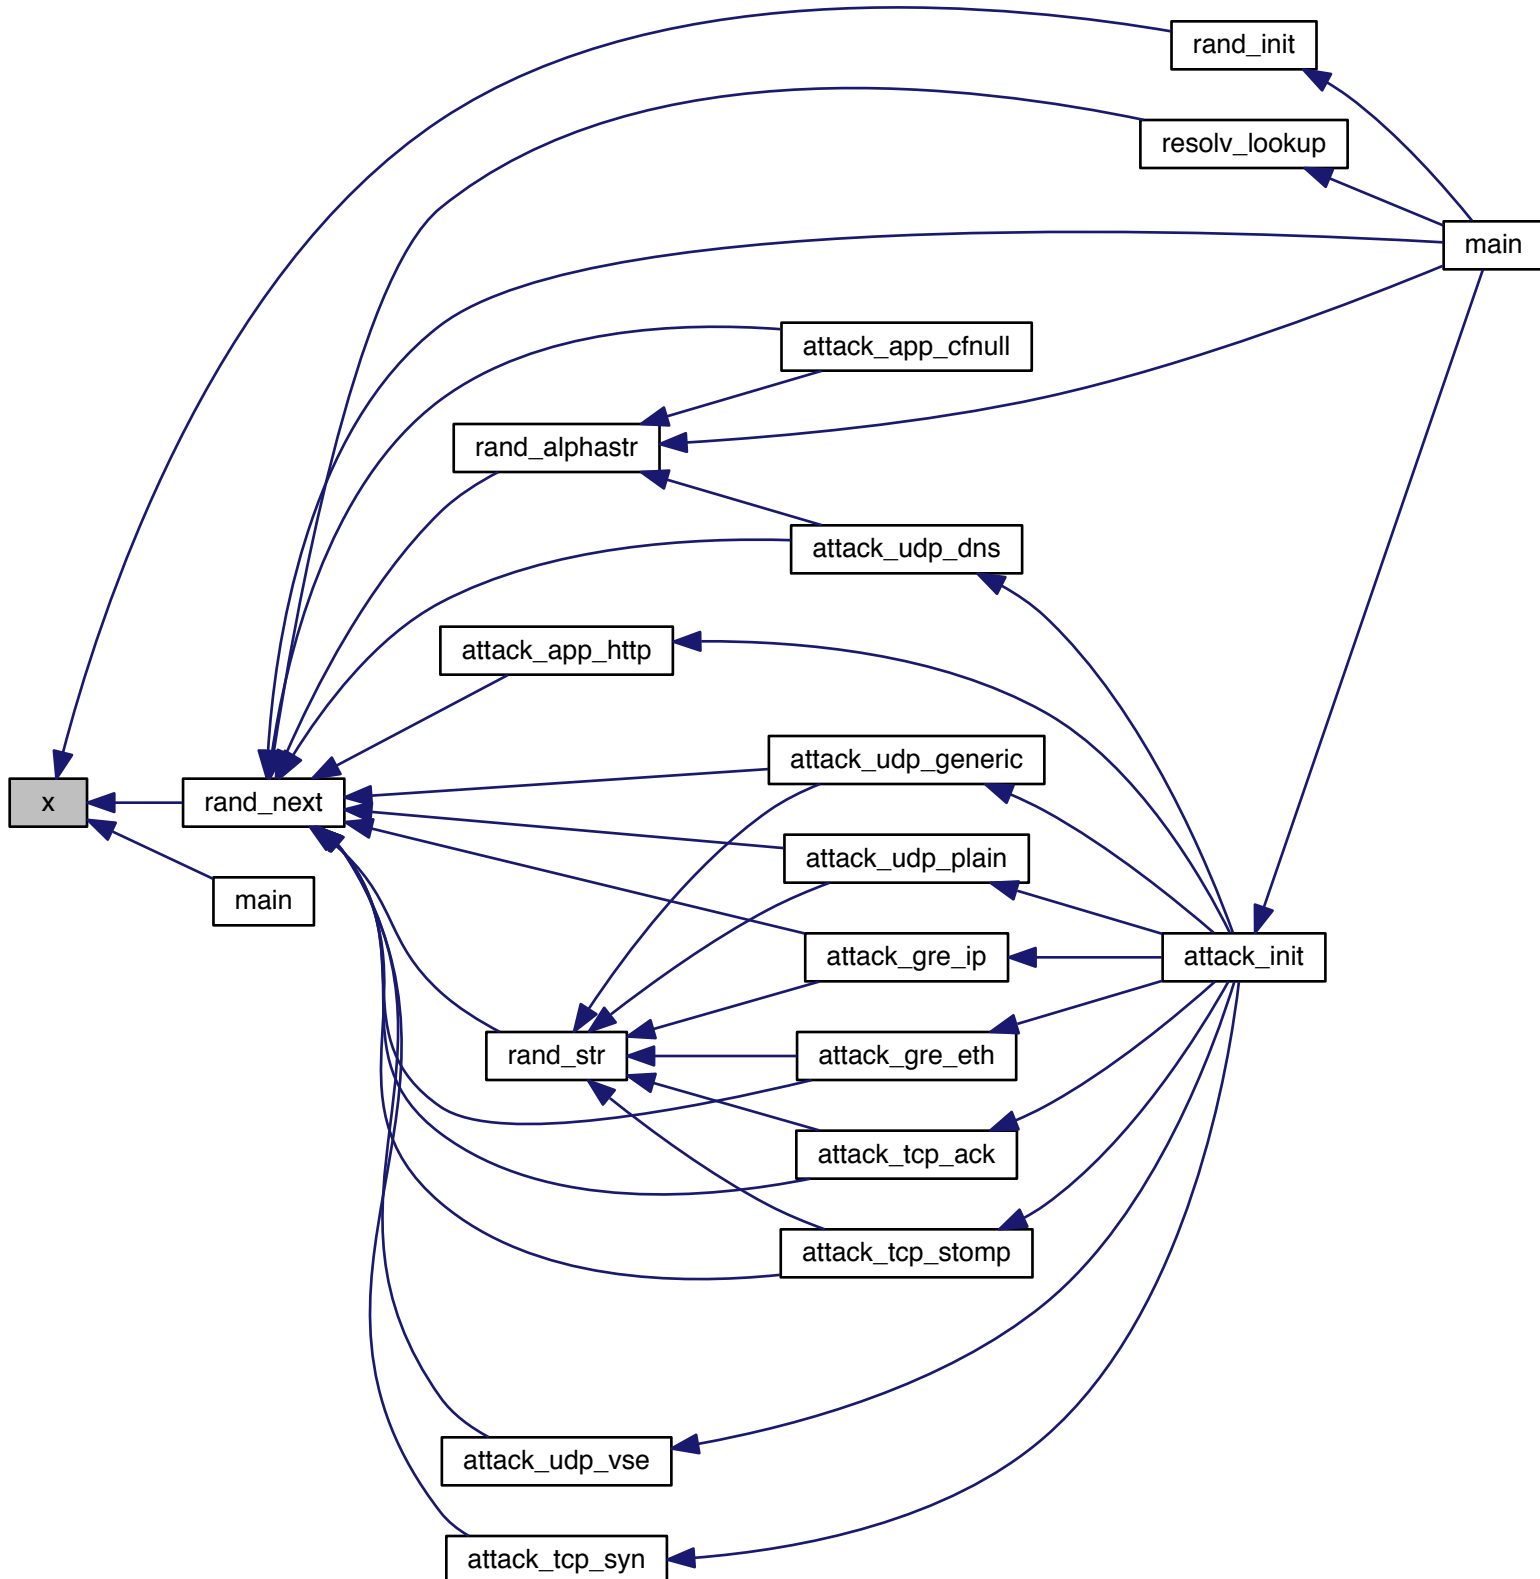 rand_init
resolv_lookup
main
attack_app_cfnull
rand_alphastr
attack_udp_dns
attack_app_http
attack_udp_generic
x
rand_next
attack_udp_plain
main
attack_gre_ip
attack_init
rand_str
attack_gre_eth
attack_tcp_ack
attack_tcp_stomp
attack_udp_vse
attack_tcp_syn